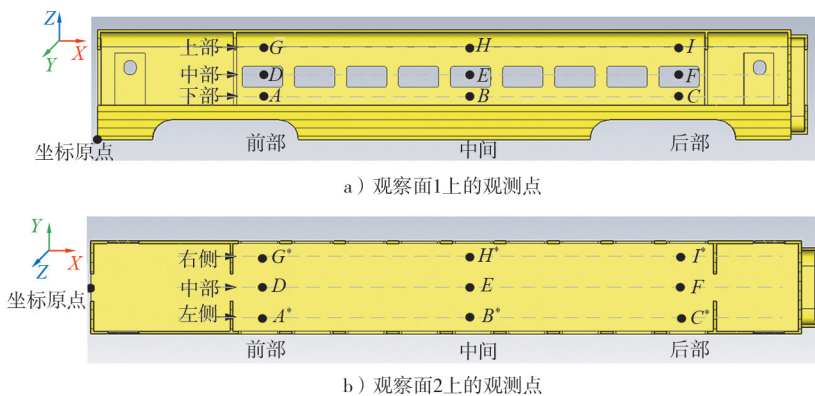 Z
X
Y
上部 G H I
中部 D E F
下部 A B C
坐标原点
前部 中间 后部
a）观察面1上的观测点
Y
X
Z
右侧 G* H* I*
坐标原点
中部 D E F
左侧 A* B* C*
前部 中间 后部
b）观察面2上的观测点